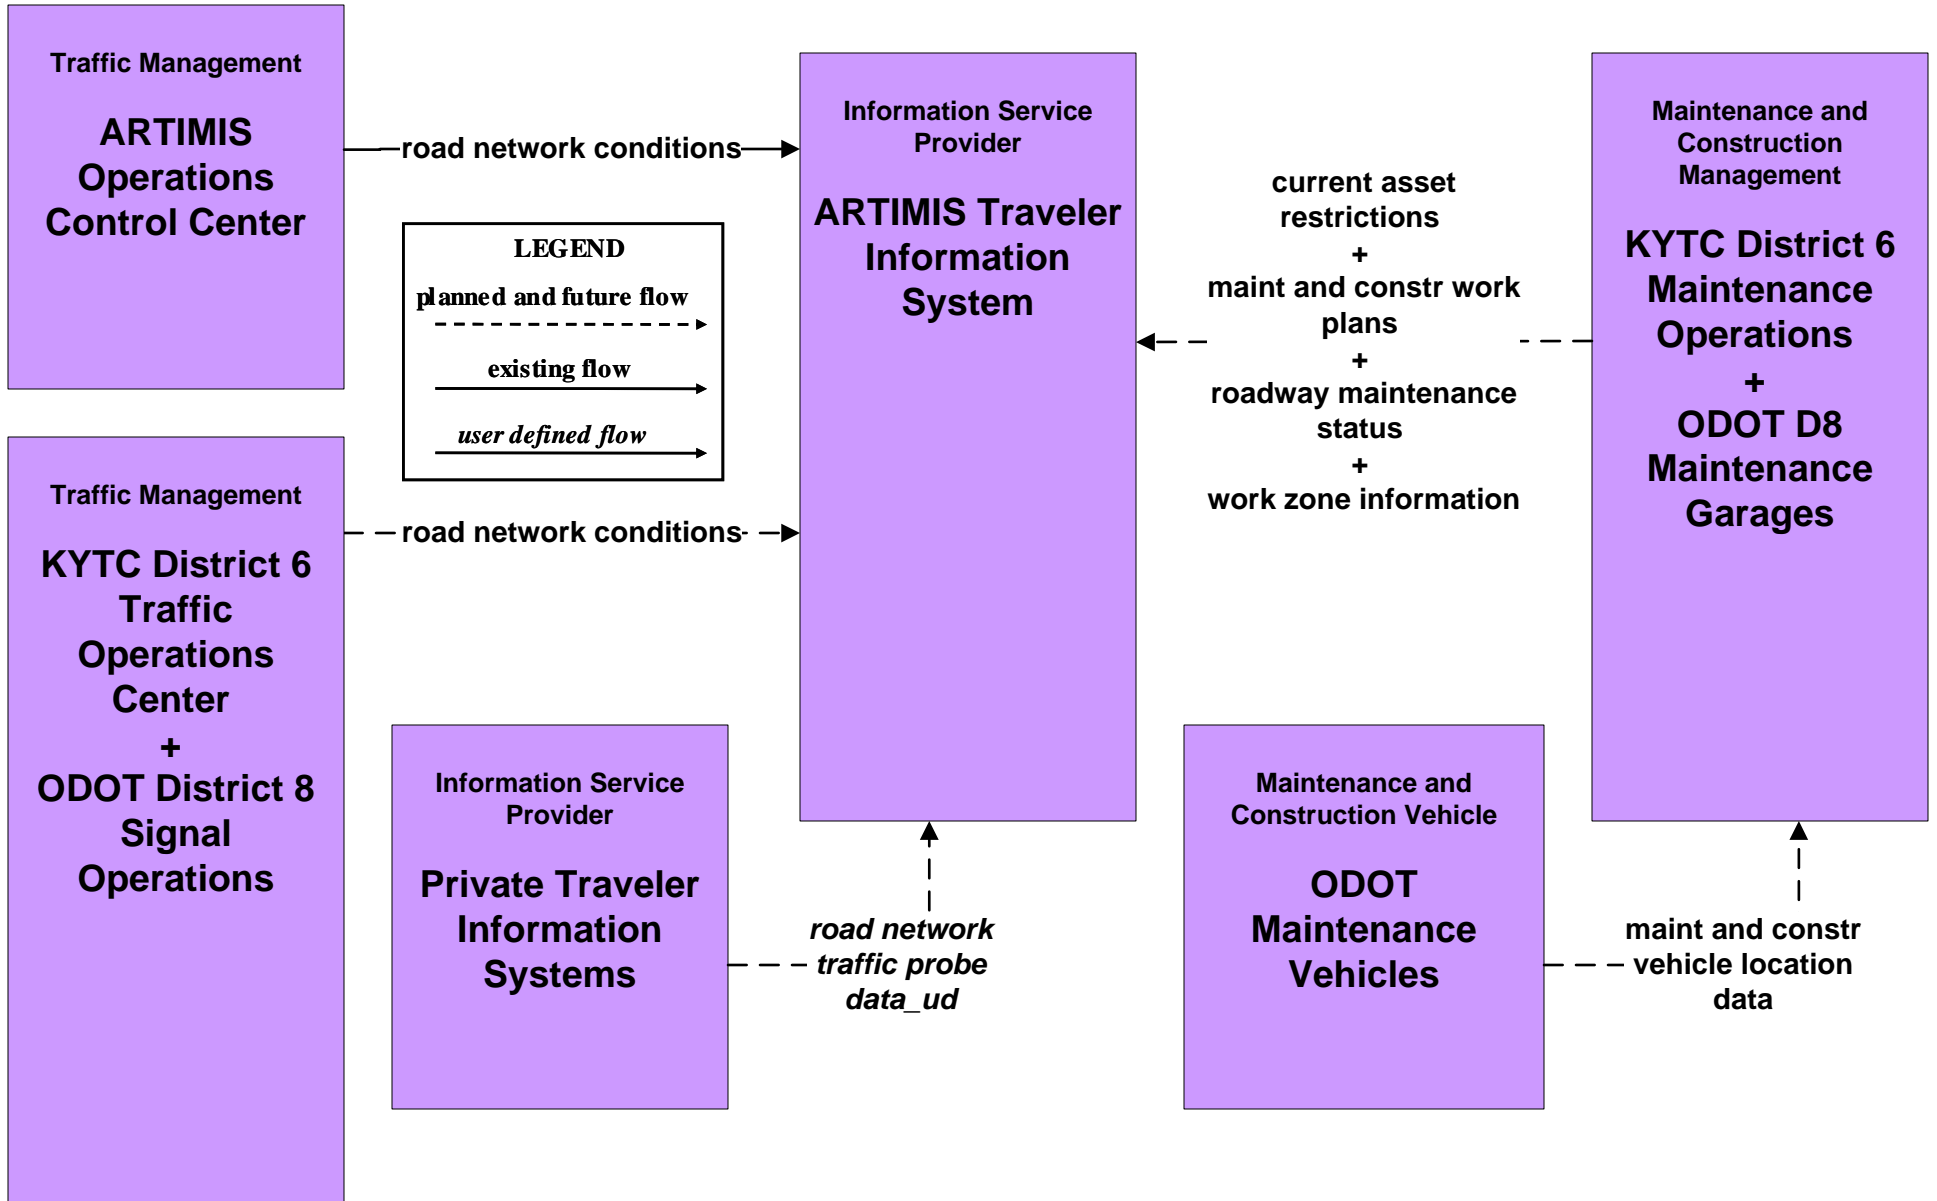 Traffic Management
ARTIMIS
Operations
Control Center
road network conditions
LEGEND
planned and future flow
existing flow
user defined flow
Traffic Management
KYTC District 6
Traffic
Operations
Center
+
ODOT District 8
Signal
Operations
road network conditions
Information Service
Provider
ARTIMIS Traveler
Information
System
current asset
restrictions
+
maint and constr work
plans
+
roadway maintenance
status
+
work zone information
Maintenance and
Construction
Management
KYTC District 6
Maintenance
Operations
+
ODOT D8
Maintenance
Garages
Information Service
Provider
Private Traveler
Information
Systems
road network
traffic probe
data_ud
Maintenance and
Construction Vehicle
ODOT
Maintenance
Vehicles
maint and constr
vehicle location
data